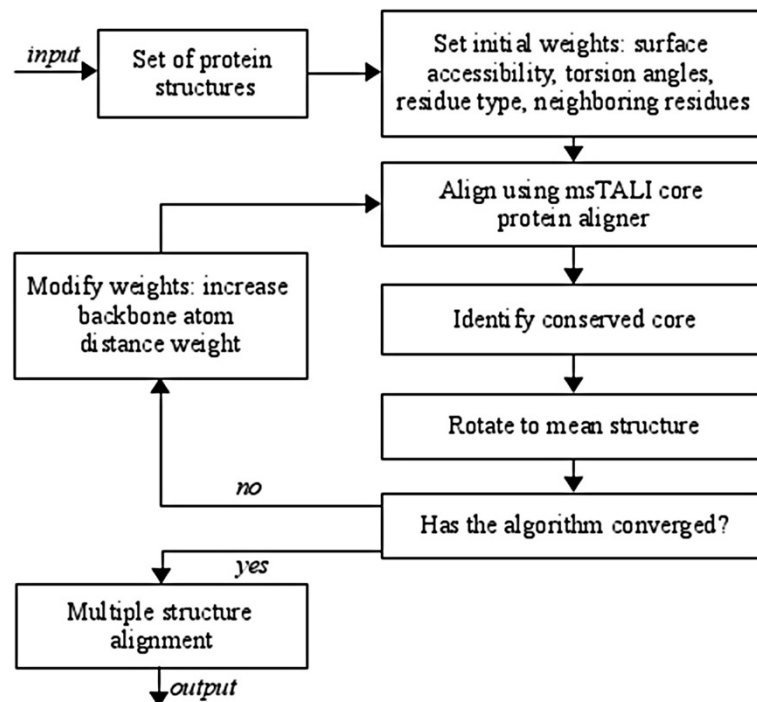 input
Set of protein
structures
Set initial weights: surface
accessibility, torsion angles,
residue type, neighboring residues
Align using msTALI core
protein aligner
Modify weights: increase
backbone atom
distance weight
Identify conserved core
Rotate to mean structure
no
Has the algorithm converged?
yes
Multiple structure
alignment
output